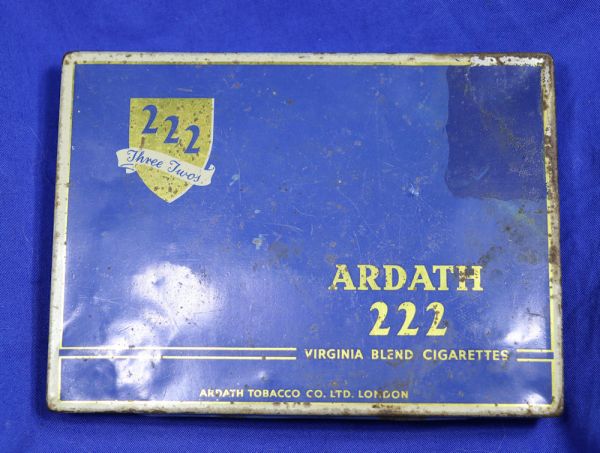 222
Three Twos
ARDATH
222
VIRGINIA BLEND CIGARETTES
ARDATH TOBACCO CO. LTD. LONDON